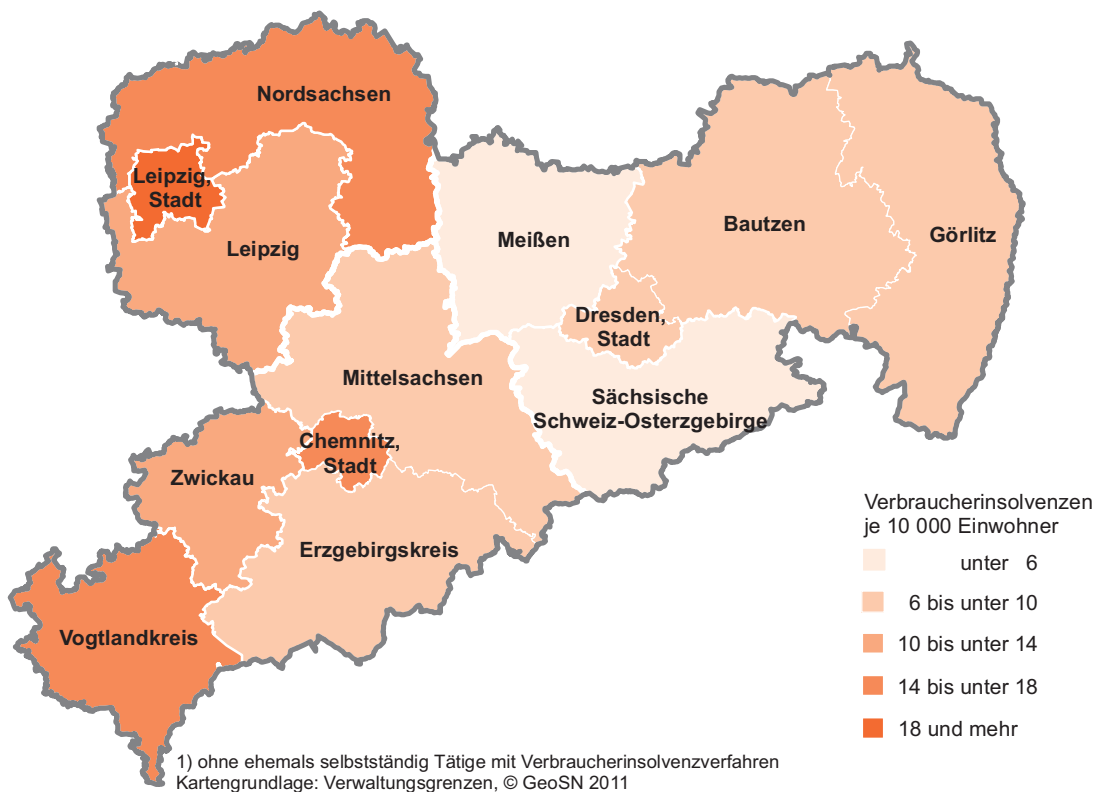 Nordsachsen
Leipzig,
Stadt
Leipzig
Meißen
Bautzen
Görlitz
Dresden,
Stadt
Mittelsachsen
Sächsische
Schweiz-Osterzgebirge
Chemnitz,
Stadt
Zwickau
Erzgebirgskreis
Vogtlandkreis
Verbraucherinsolvenzen
je 10 000 Einwohner
unter 6
6 bis unter 10
10 bis unter 14
14 bis unter 18
18 und mehr
1) ohne ehemals selbstständig Tätige mit Verbraucherinsolvenzverfahren
Kartengrundlage: Verwaltungsgrenzen, © GeoSN 2011